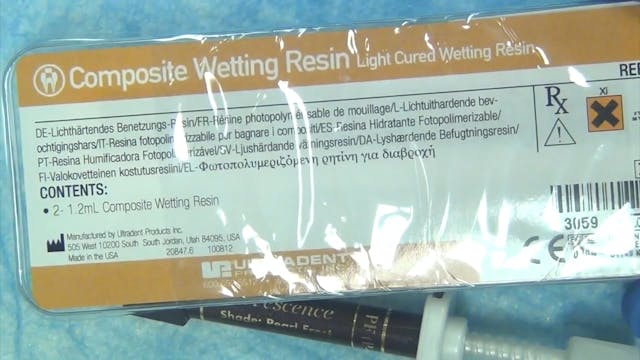 Composite Wetting Resin Light Cured Wetting Resin
REF
DE-Lichthärtendes Benetzungs-Resin/FR-Résine photopolymérisable de mouillage/L-Lichtuithardende bev-
ochtigingshars/IT-Resina fotopolimerizzabile per bagnare i compositi/ES-Resina Hidratante Fotopolimerizable/
PT-Resina Humificadora Fotopolimerizável/SV-Ljushärdande vätningsresin/DA-Lyshærdende Befugtningsresin/
FI-Valokovetteinen kostutusresiini/EL-Φωτοπολυμεριζόμενη ρητίνη για διαβροχή
Rx
Xi
CONTENTS:
• 2- 1.2mL Composite Wetting Resin
Manufactured by Ultradent Products Inc.
505 West 10200 South South Jordan, Utah 84095, USA
Made in the USA 20847.6 100812
ULTRADENT
3059
CE
escence
Shade: Pearl Frost